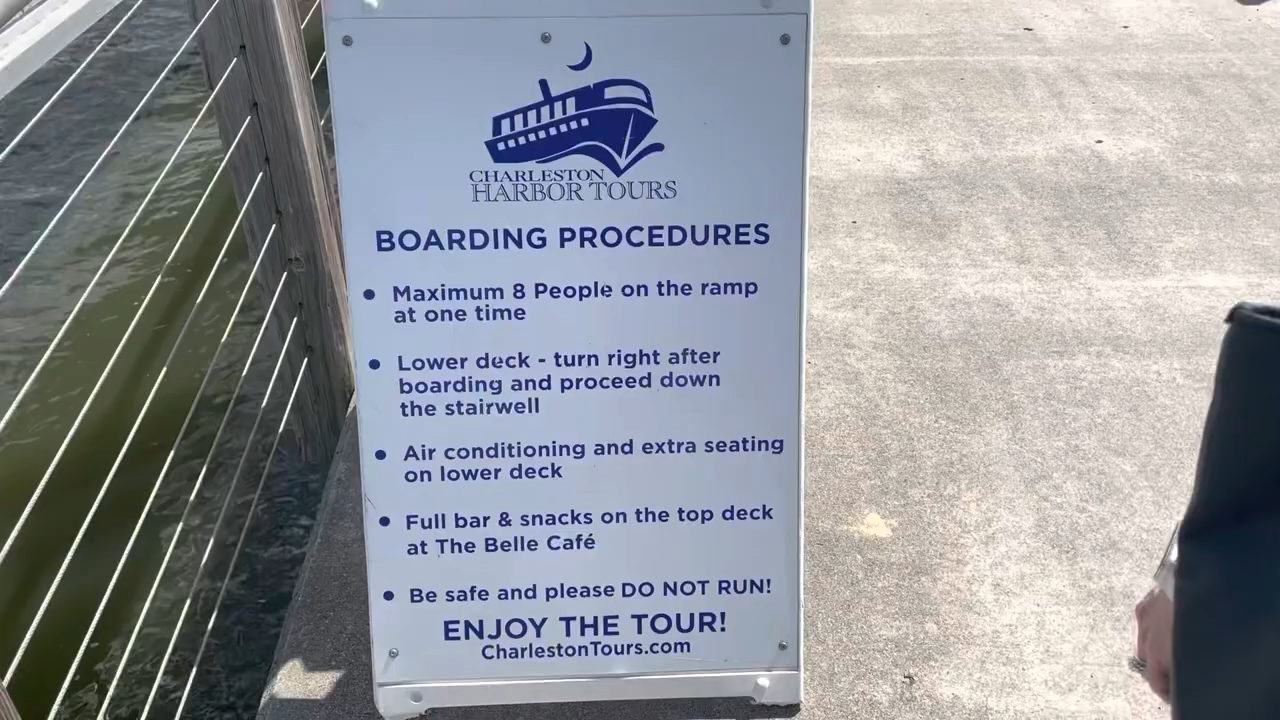 CHARLESTON
HARBOR TOURS
BOARDING PROCEDURES
• Maximum 8 People on the ramp
at one time
• Lower deck - turn right after
boarding and proceed down
the stairwell
• Air conditioning and extra seating
on lower deck
• Full bar & snacks on the top deck
at The Belle Café
• Be safe and please DO NOT RUN!
ENJOY THE TOUR!
CharlestonTours.com